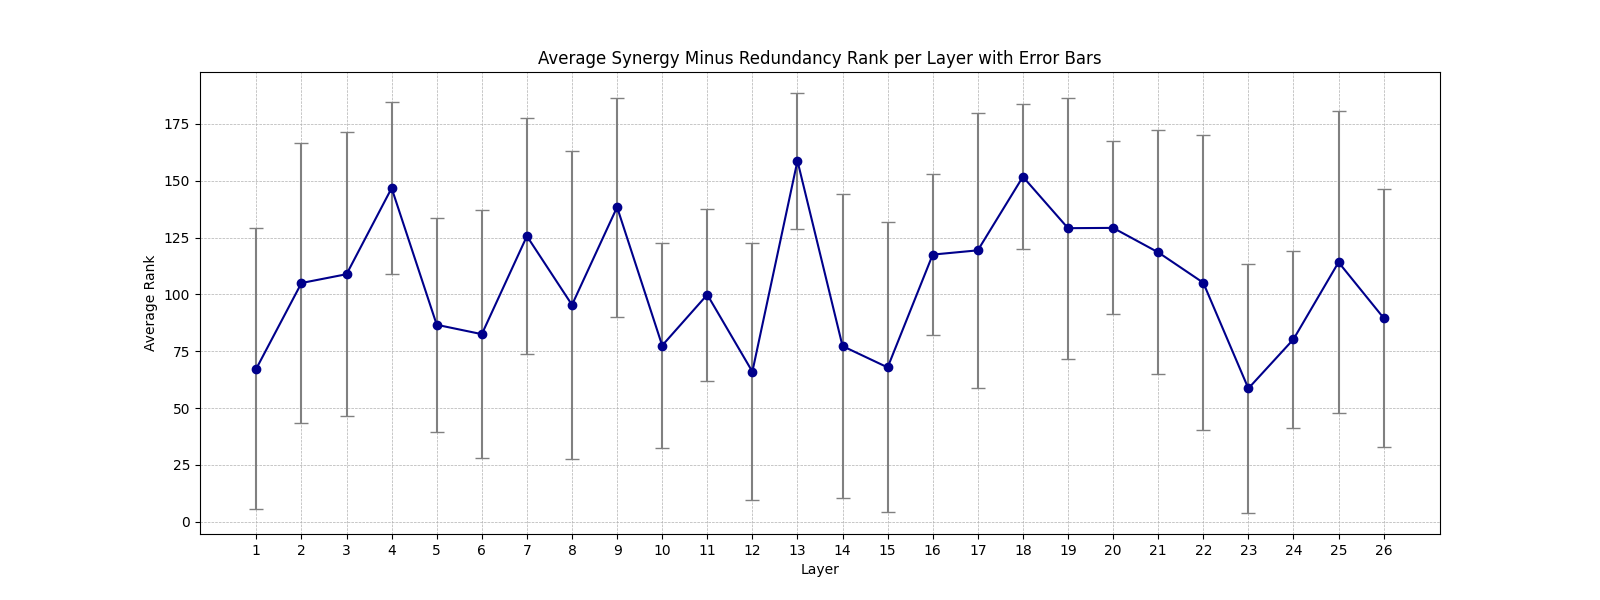 Average Synergy Minus Redundancy Rank per Layer with Error Bars
Average Rank
175
150
125
100
75
50
25
0
1 2 3 4 5 6 7 8 9 10 11 12 13 14 15 16 17 18 19 20 21 22 23 24 25 26
Layer